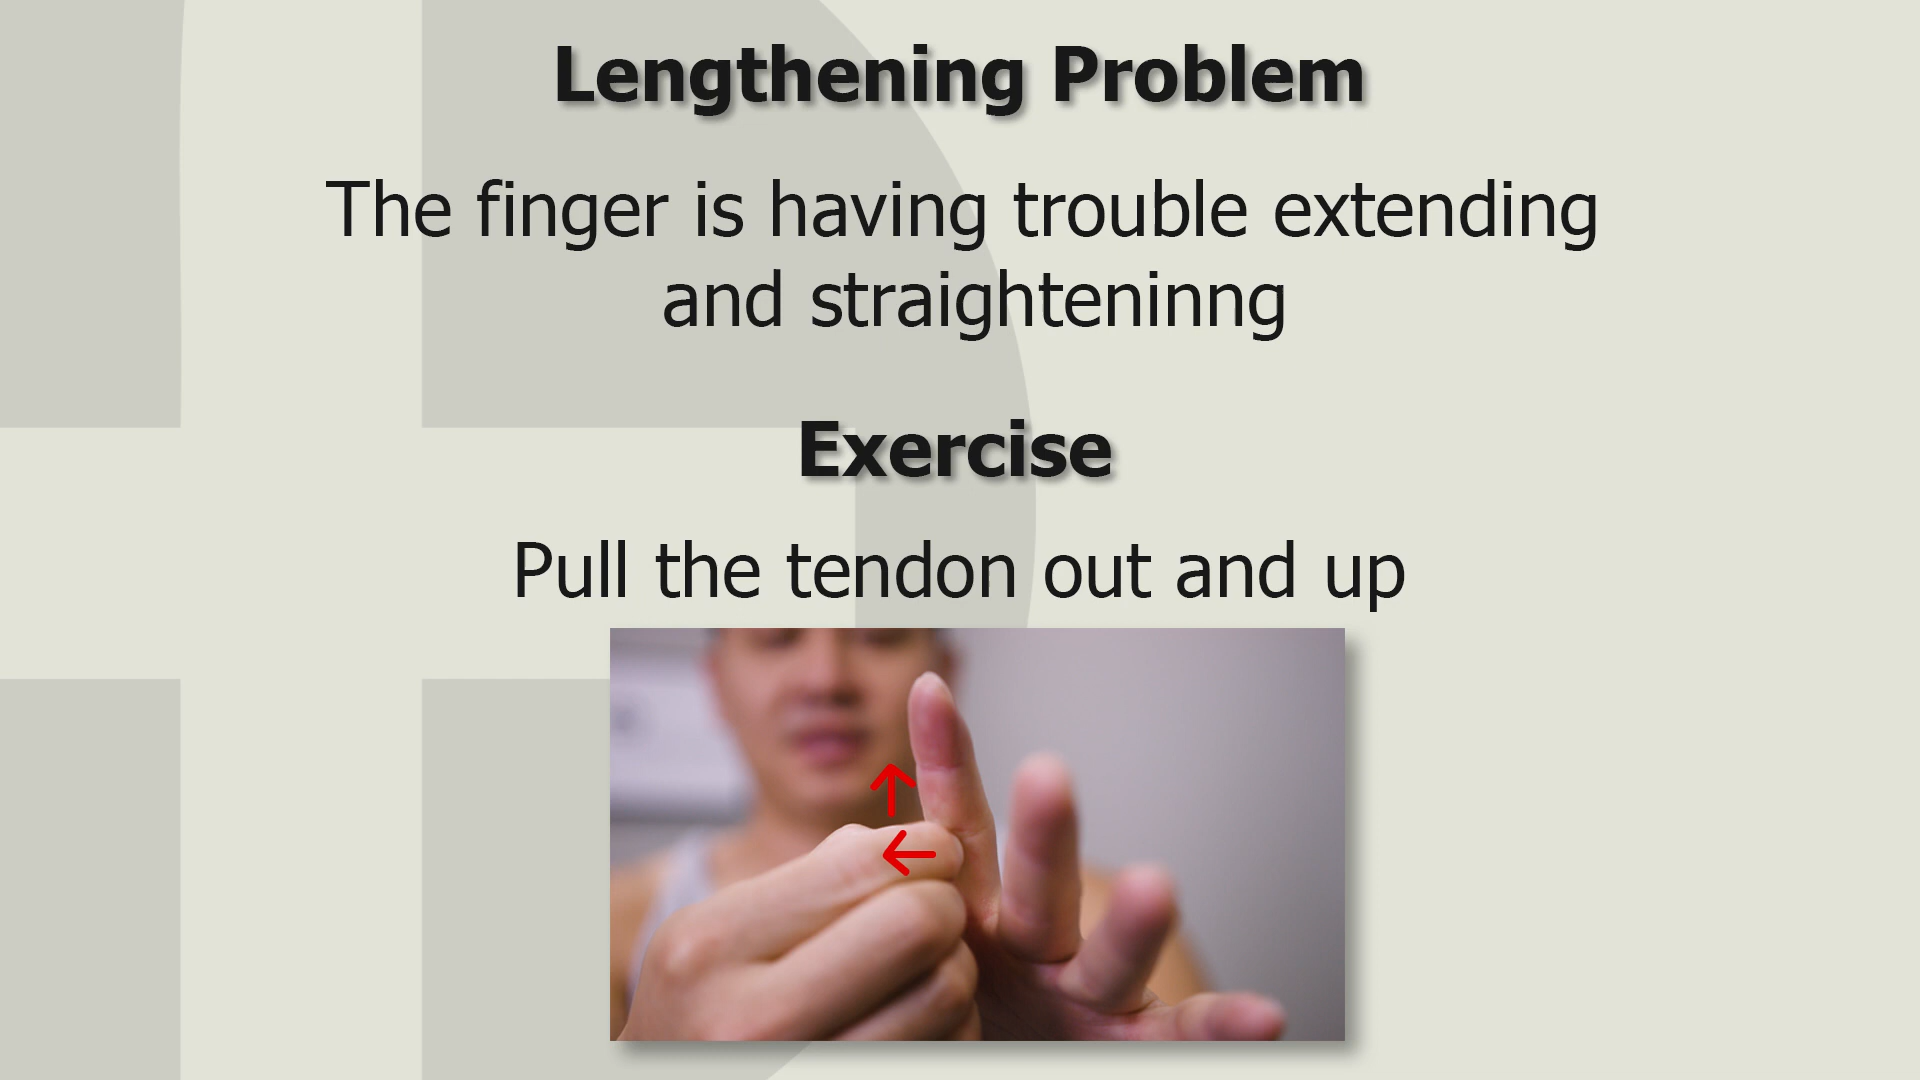 Lengthening Problem
The finger is having trouble extending
and straighteninng
Exercise
Pull the tendon out and up